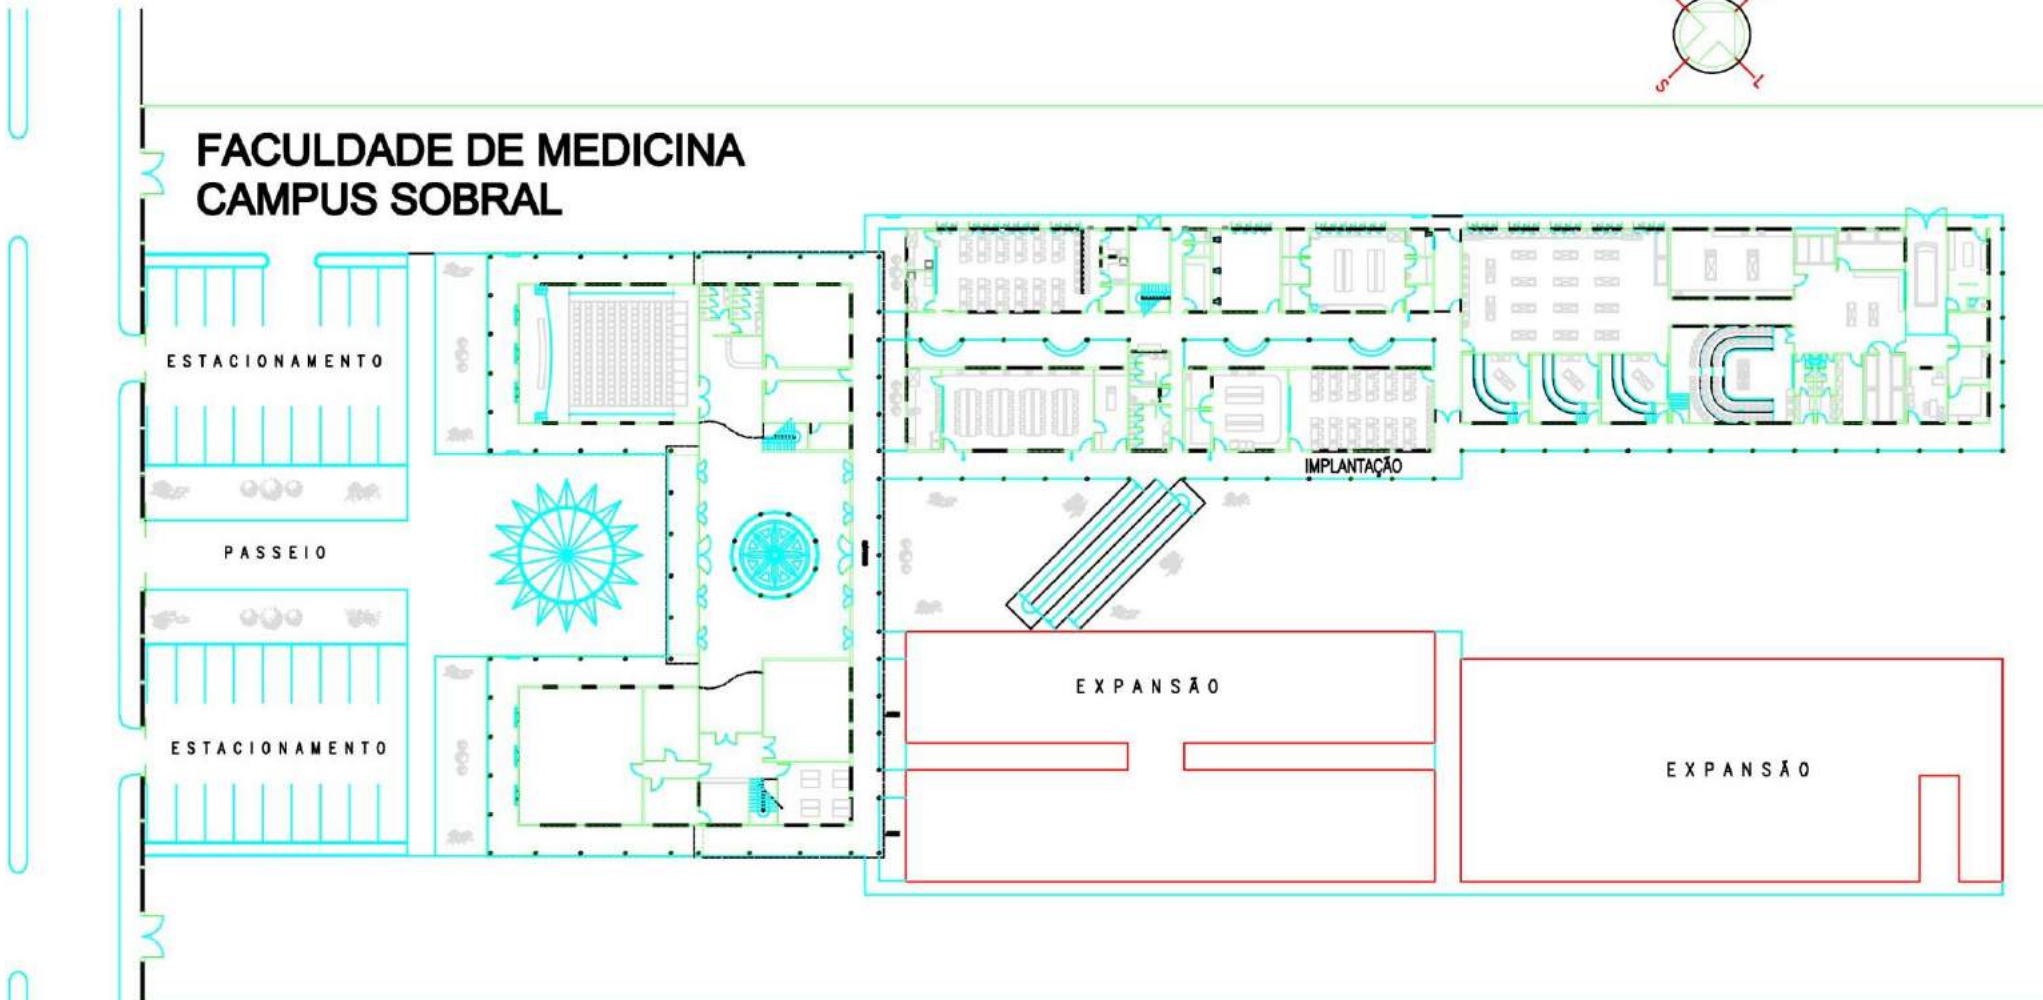 S
L
FACULDADE DE MEDICINA
CAMPUS SOBRAL
ESTACIONAMENTO
IMPLANTAÇÃO
PASSEIO
EXPANSÃO
ESTACIONAMENTO
EXPANSÃO